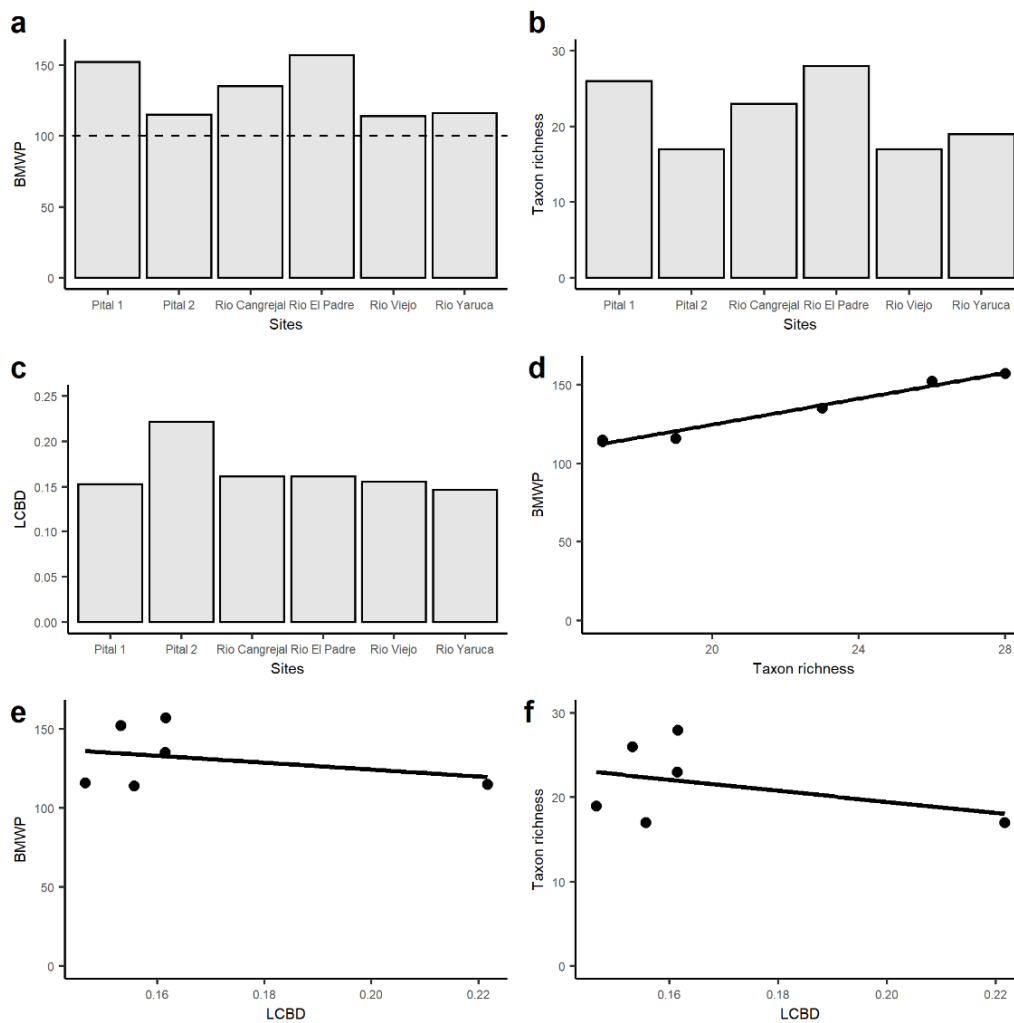 a
150
100
50
0
BMWP
Pital 1 Pital 2 Rio Cangrejal Rio El Padre Rio Viejo Rio Yaruca
Sites
b
30
20
10
0
Taxon richness
Pital 1 Pital 2 Rio Cangrejal Rio El Padre Rio Viejo Rio Yaruca
Sites
c
0.25
0.20
0.15
0.10
0.05
0.00
LCBD
Pital 1 Pital 2 Rio Cangrejal Rio El Padre Rio Viejo Rio Yaruca
Sites
d
150
100
50
0
BMWP
20 24 28
Taxon richness
e
150
100
50
0
BMWP
0.16 0.18 0.20 0.22
LCBD
f
30
20
10
0
Taxon richness
0.16 0.18 0.20 0.22
LCBD